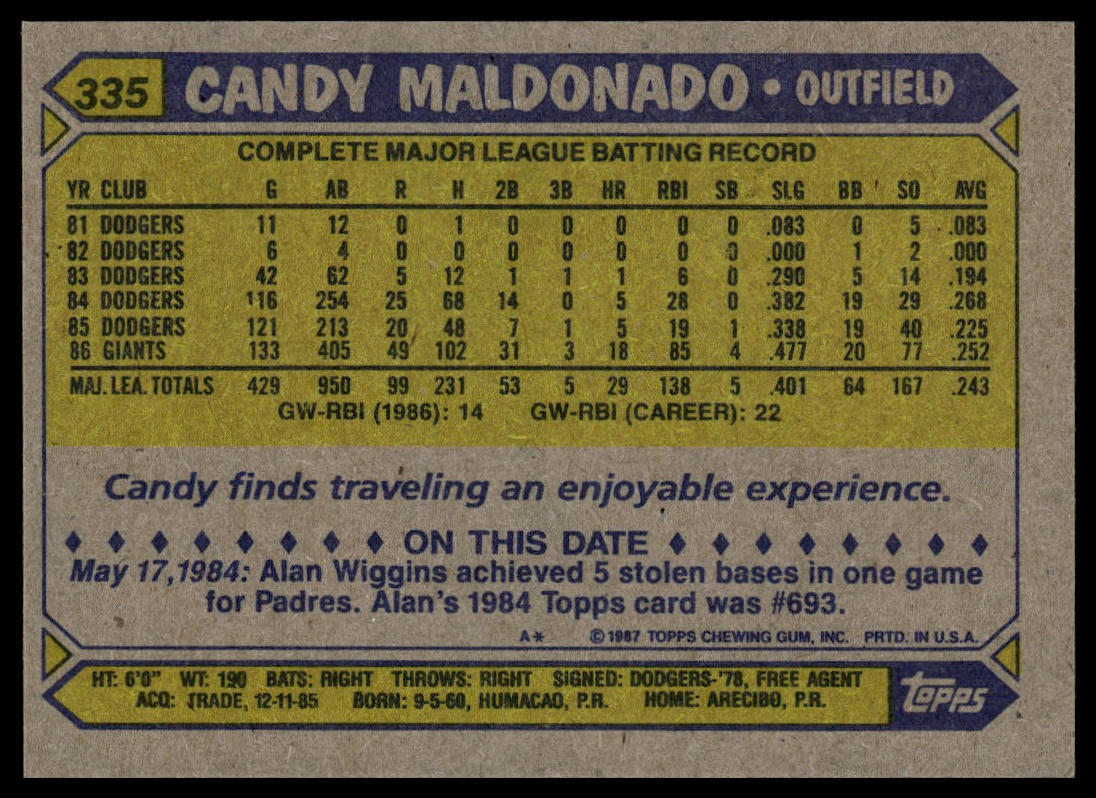 335 CANDY MALDONADO • OUTFIELD
COMPLETE MAJOR LEAGUE BATTING RECORD
YR CLUB G AB R H 2B 3B HR RBI SB SLG BB SO AVG
81 DODGERS 11 12 0 1 0 0 0 0 0 .083 0 5 .083
82 DODGERS 6 4 0 0 0 0 0 0 0 .000 1 2 .000
83 DODGERS 42 62 5 12 1 1 1 6 0 .290 5 14 .194
84 DODGERS 116 254 25 68 14 0 5 28 0 .382 19 29 .268
85 DODGERS 121 213 20 48 7 1 5 19 1 .338 19 40 .225
86 GIANTS 133 405 49 102 31 3 18 85 4 .477 20 77 .252
MAJ. LEA. TOTALS 429 950 99 231 53 5 29 138 5 .401 64 167 .243
GW-RBI (1986): 14 GW-RBI (CAREER): 22
Candy finds traveling an enjoyable experience.
♦ ♦ ♦ ♦ ♦ ♦ ♦ ♦ ON THIS DATE ♦ ♦ ♦ ♦ ♦ ♦ ♦ ♦
May 17, 1984: Alan Wiggins achieved 5 stolen bases in one game
for Padres. Alan's 1984 Topps card was #693.
A* © 1987 TOPPS CHEWING GUM, INC. PRTD. IN U.S.A.
HT: 6'0" WT: 190 BATS: RIGHT THROWS: RIGHT SIGNED: DODGERS-'78, FREE AGENT
ACQ: TRADE, 12-11-85 BORN: 9-5-60, HUMACAO, P.R. HOME: ARECIBO, P.R.
topps